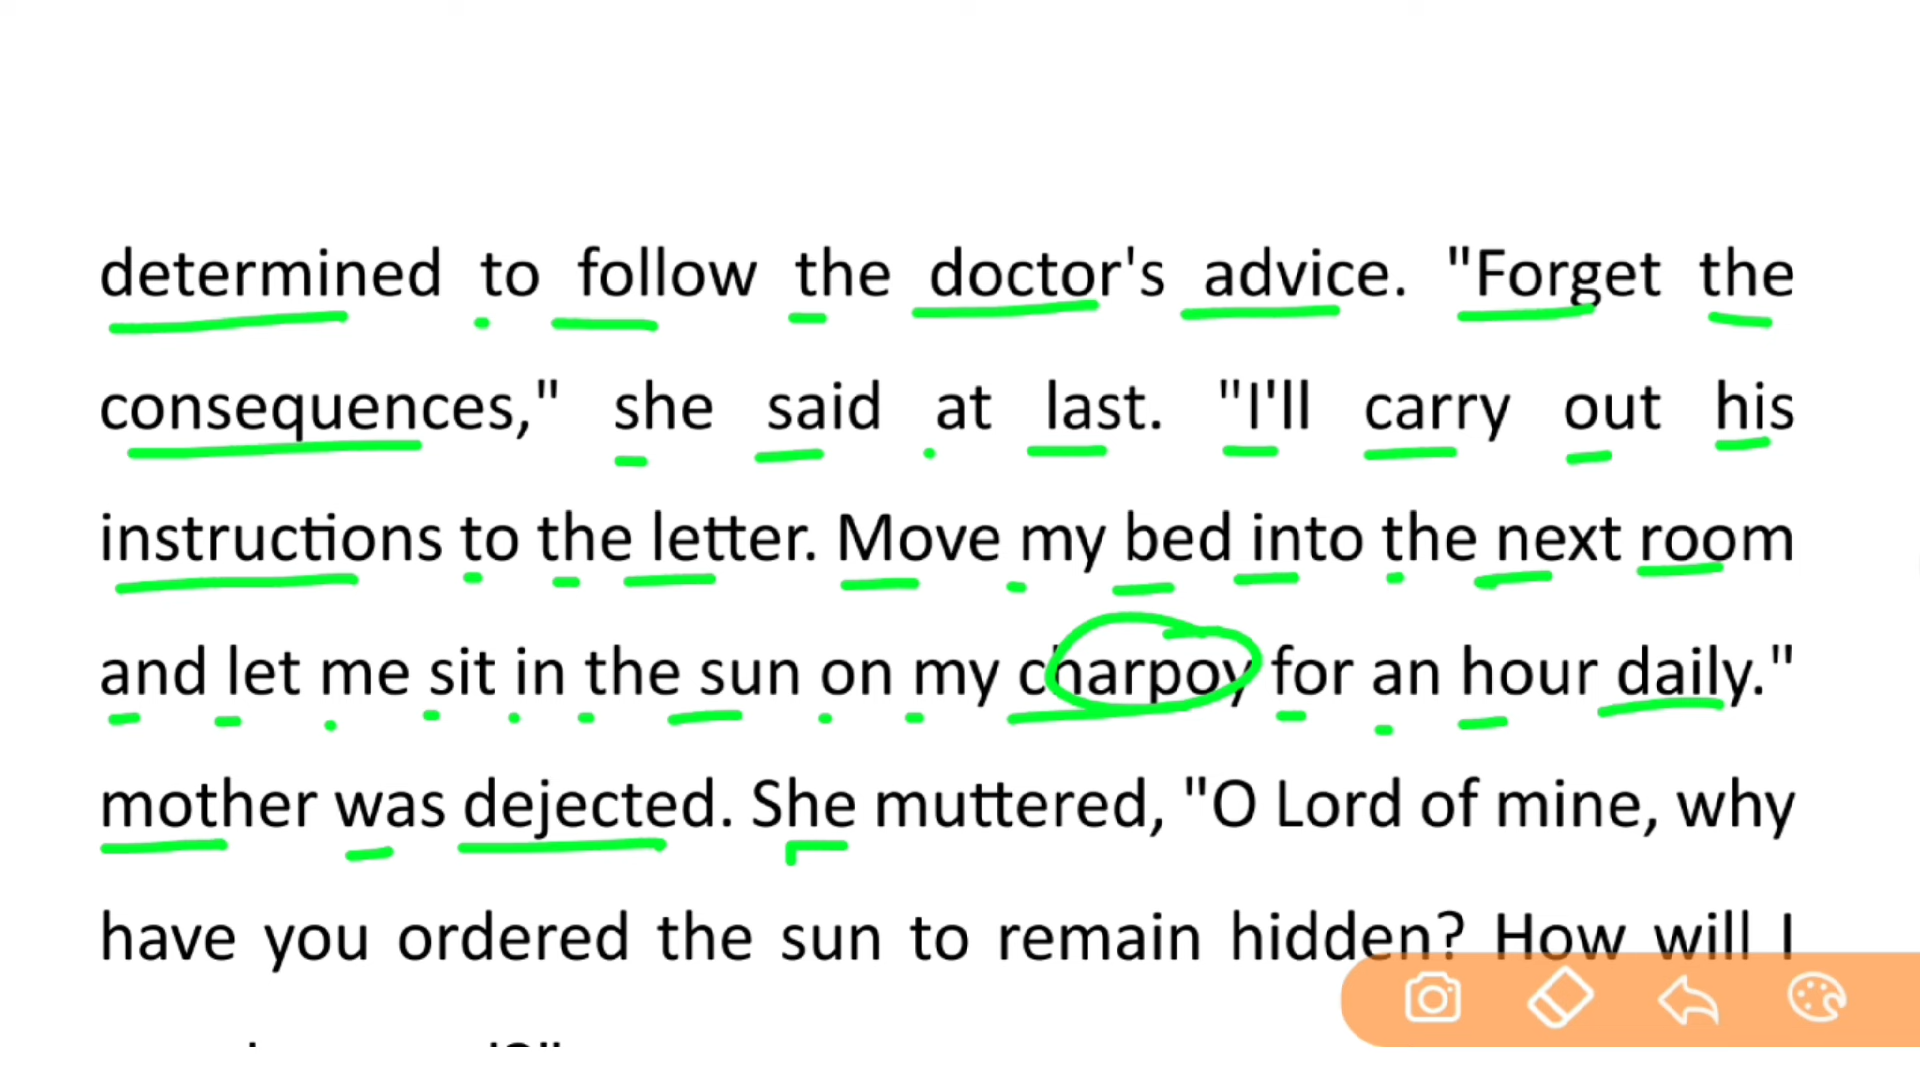 determined to follow the doctor's advice. "Forget the
consequences," she said at last. "I'll carry out his
instructions to the letter. Move my bed into the next room
and let me sit in the sun on my charpoy for an hour daily."
mother was dejected. She muttered, "O Lord of mine, why
have you ordered the sun to remain hidden? How will I